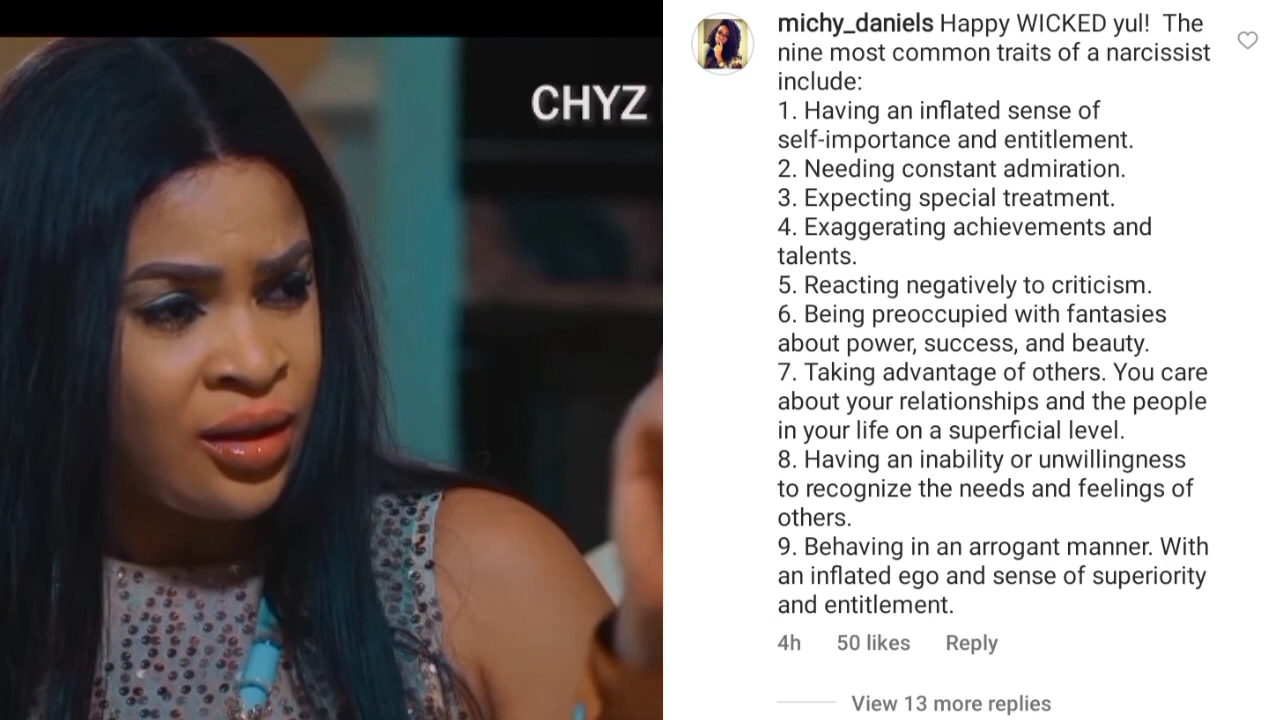 CHYZ
michy_daniels Happy WICKED yul! The
nine most common traits of a narcissist
include:
1. Having an inflated sense of
self-importance and entitlement.
2. Needing constant admiration.
3. Expecting special treatment.
4. Exaggerating achievements and
talents.
5. Reacting negatively to criticism.
6. Being preoccupied with fantasies
about power, success, and beauty.
7. Taking advantage of others. You care
about your relationships and the people
in your life on a superficial level.
8. Having an inability or unwillingness
to recognize the needs and feelings of
others.
9. Behaving in an arrogant manner. With
an inflated ego and sense of superiority
and entitlement.
4h 50 likes Reply
View 13 more replies